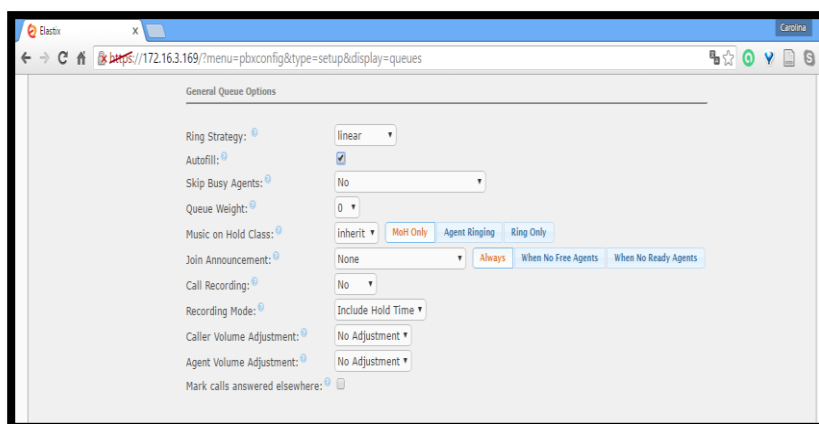 Elastix
Carolina
https://172.16.3.169/?menu=pbxconfig&type=setup&display=queues
General Queue Options
Ring Strategy: linear
Autofill:
Skip Busy Agents: No
Queue Weight: 0
Music on Hold Class: inherit MoH Only Agent Ringing Ring Only
Join Announcement: None Always When No Free Agents When No Ready Agents
Call Recording: No
Recording Mode: Include Hold Time
Caller Volume Adjustment: No Adjustment
Agent Volume Adjustment: No Adjustment
Mark calls answered elsewhere: